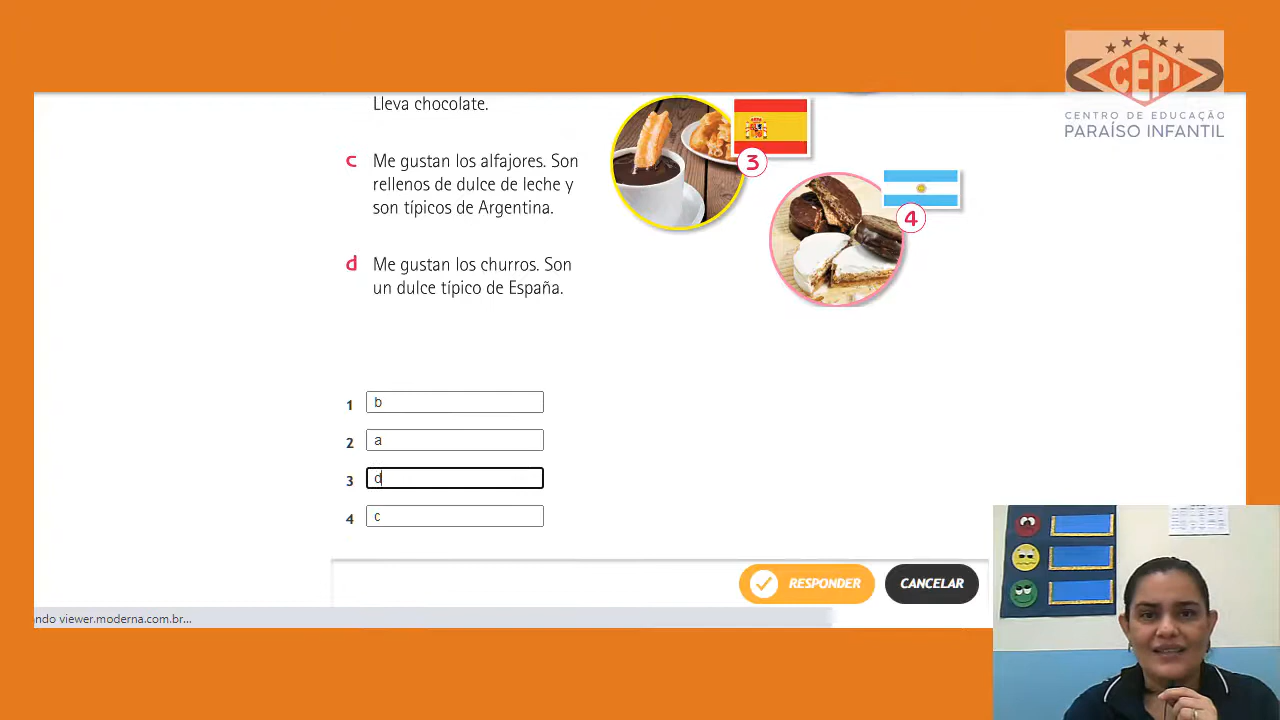 CEPI
CENTRO DE EDUCAÇÃO
PARAÍSO INFANTIL
Lleva chocolate.
c Me gustan los alfajores. Son
rellenos de dulce de leche y
son típicos de Argentina.
d Me gustan los churros. Son
un dulce típico de España.
3
4
1 b
2 a
3 d
4 c
RESPONDER
CANCELAR
ndo viewer.moderna.com.br...